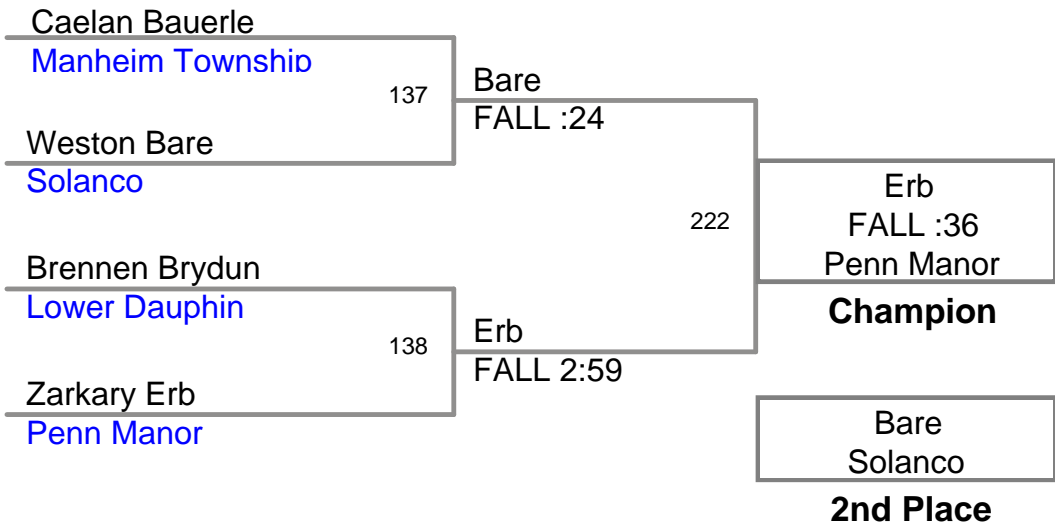 Caelan Bauerle
Manheim Township
137
Bare
FALL :24
Weston Bare
Solanco
222
Erb
FALL :36
Penn Manor
Champion
Brennen Brydun
Lower Dauphin
138
Erb
FALL 2:59
Zarkary Erb
Penn Manor
Bare
Solanco
2nd Place